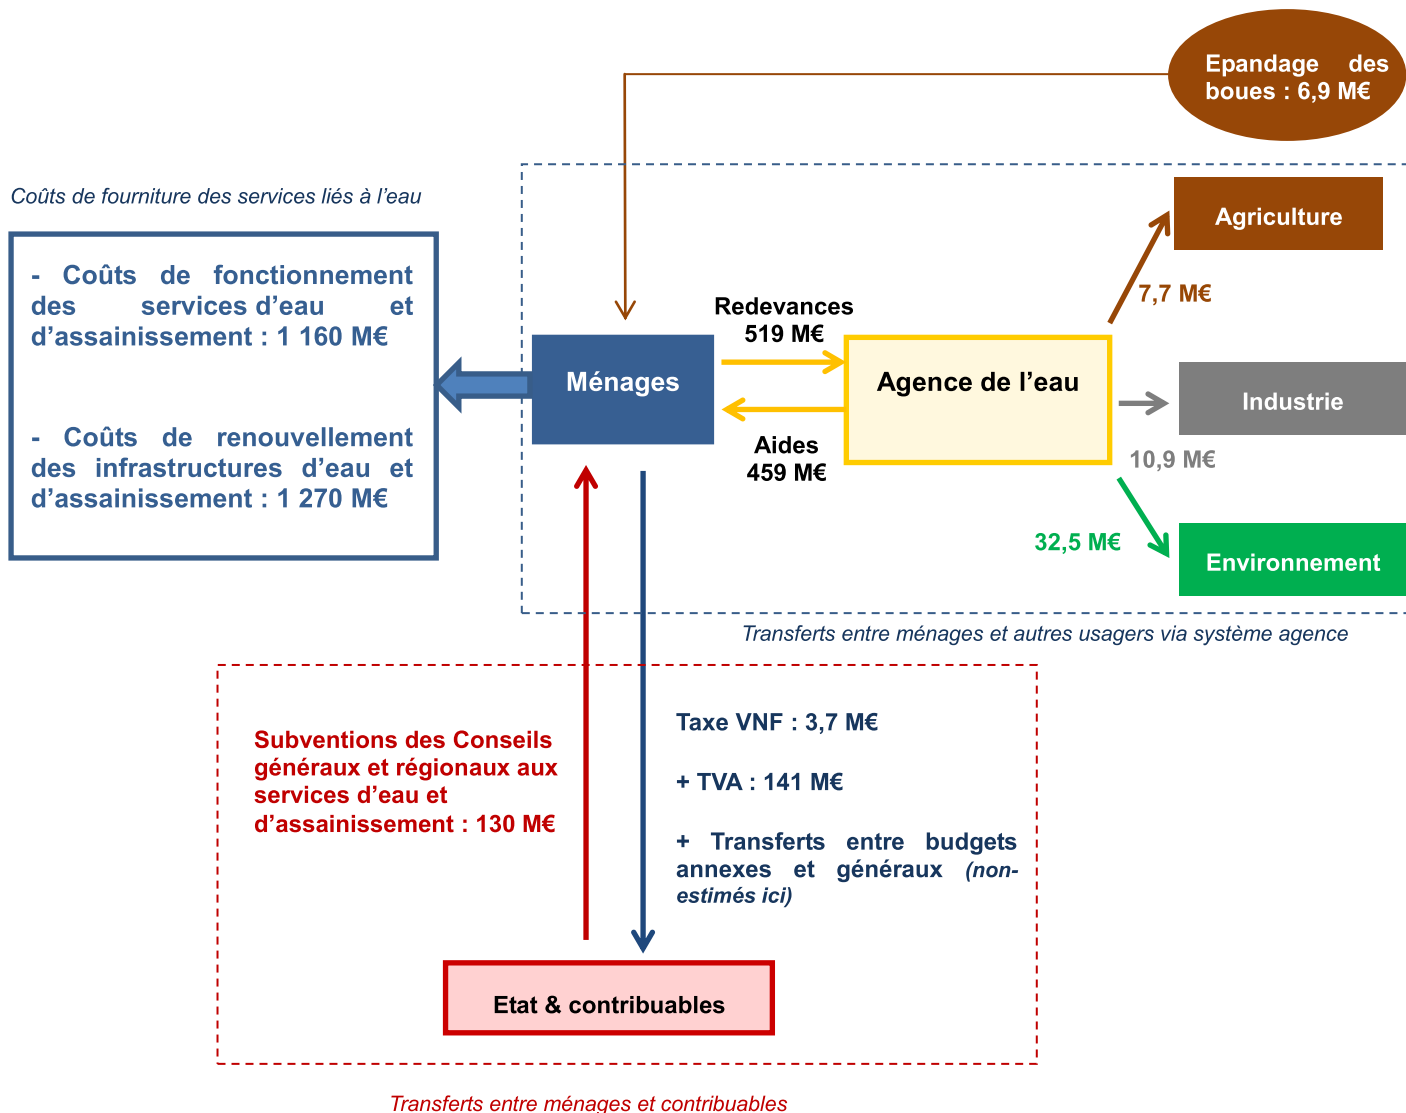 Epandage des
boues : 6,9 M€
Coûts de fourniture des services liés à l’eau
- Coûts de fonctionnement
des services d’eau et
d’assainissement : 1 160 M€
- Coûts de renouvellement
des infrastructures d’eau et
d’assainissement : 1 270 M€
Ménages
Redevances
519 M€
Aides
459 M€
Agence de l’eau
Agriculture
7,7 M€
Industrie
10,9 M€
32,5 M€
Environnement
Transferts entre ménages et autres usagers via système agence
Subventions des Conseils
généraux et régionaux aux
services d’eau et
d’assainissement : 130 M€
Taxe VNF : 3,7 M€
+ TVA : 141 M€
+ Transferts entre budgets
annexes et généraux (non-
estimés ici)
Etat & contribuables
Transferts entre ménages et contribuables